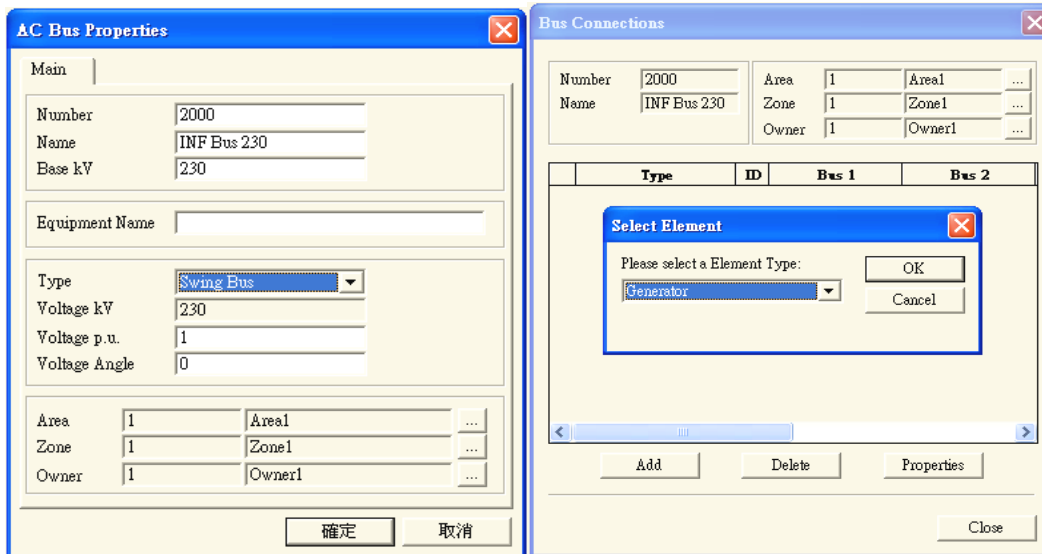 AC Bus Properties
Main
Number 2000
Name INF Bus 230
Base kV 230
Equipment Name
Type Swing Bus
Voltage kV 230
Voltage p.u. 1
Voltage Angle 0
Area 1 Area1 ...
Zone 1 Zone1 ...
Owner 1 Owner1 ...
確定 取消
Bus Connections
Number 2000
Name INF Bus 230
Area 1 Area1 ...
Zone 1 Zone1 ...
Owner 1 Owner1 ...
Type ID Bus 1 Bus 2
Select Element
Please select a Element Type:
Generator
OK
Cancel
Add Delete Properties
Close